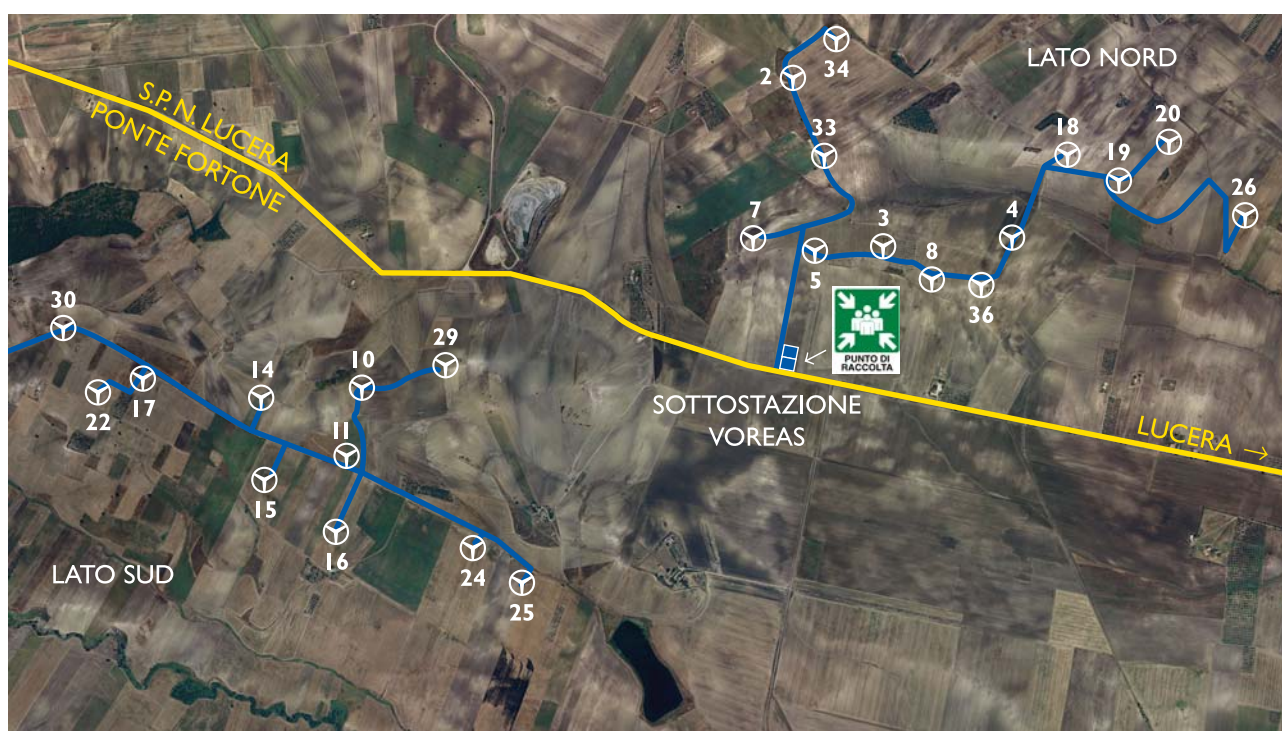 34
LATO NORD
2
S.P. N. LUCERA
PONTE FORTONE
33
18
20
19
26
7
3
4
5
8
36
30
29
PUNTO DI
RACCOLTA
10
14
22
17
SOTTOSTAZIONE
VOREAS
LUCERA →
11
15
16
LATO SUD
24
25